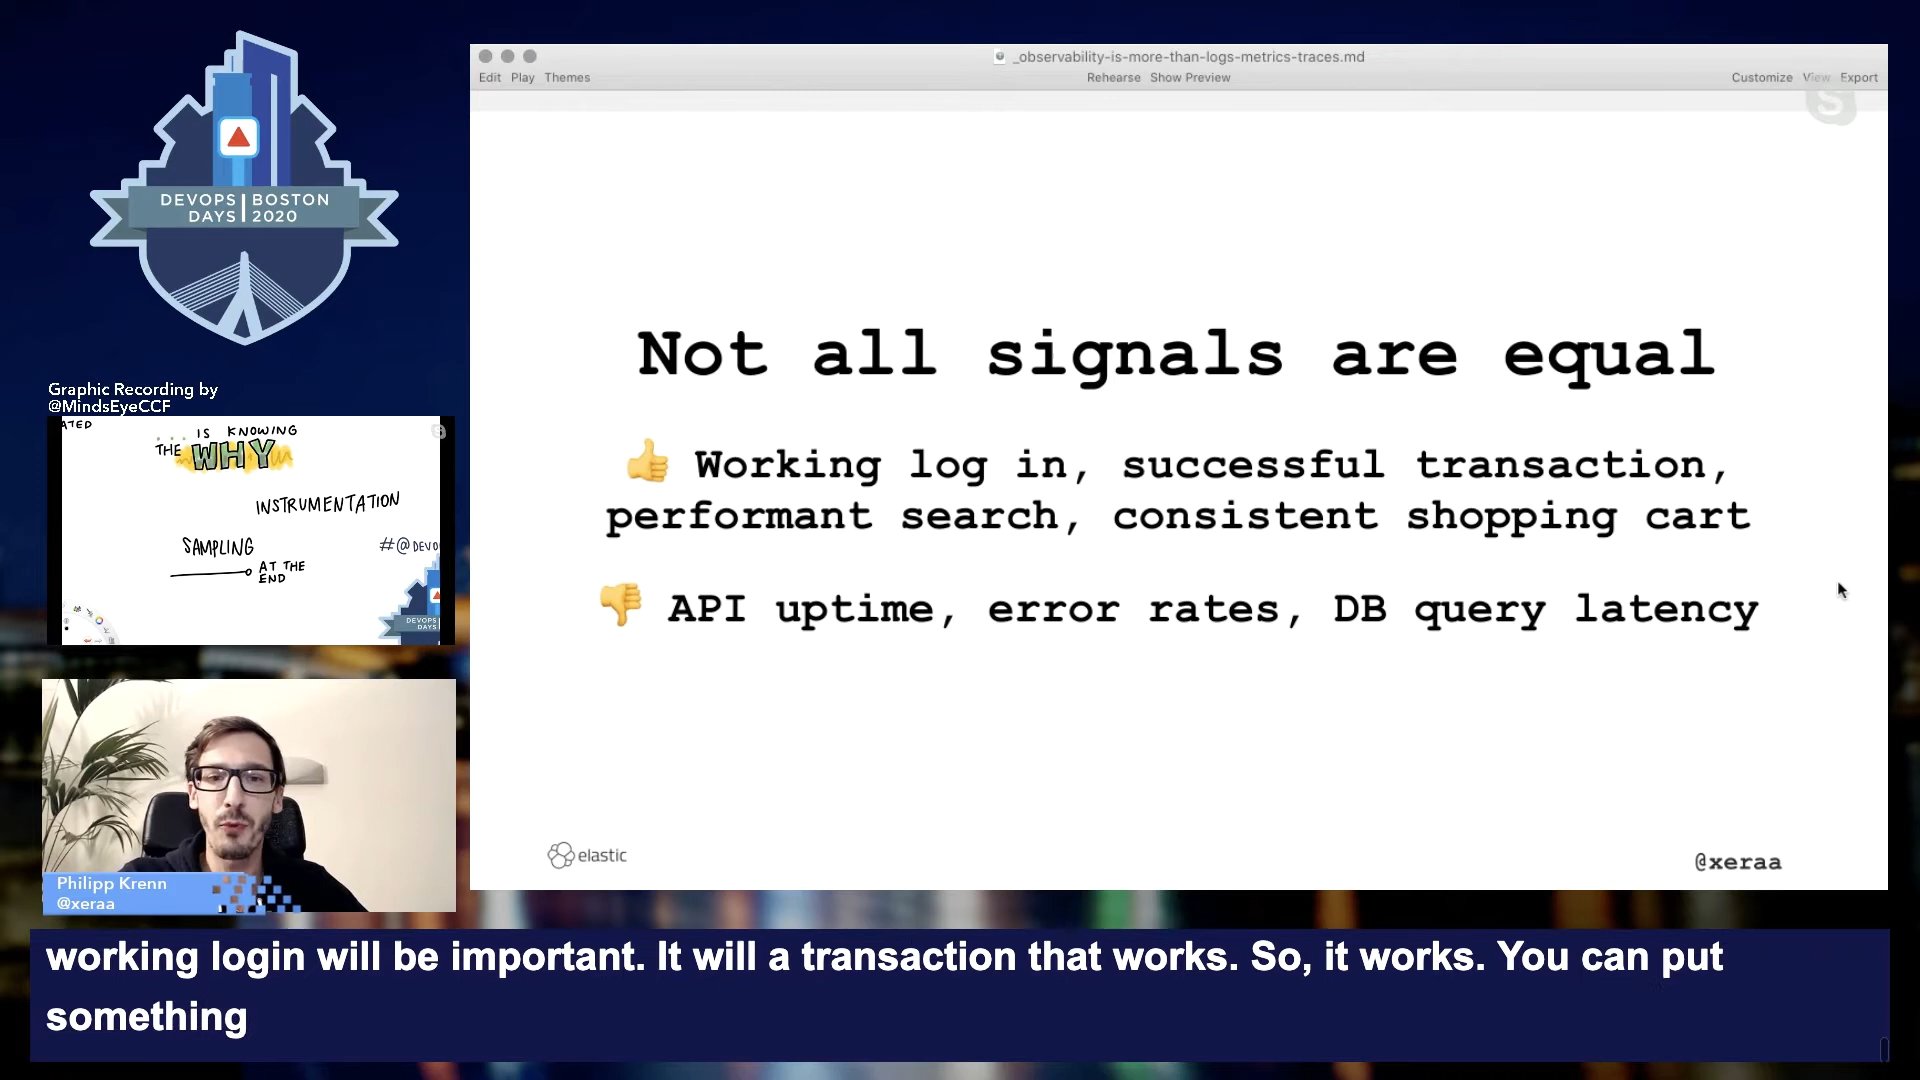 DEVOPS BOSTON
DAYS 2020
Graphic Recording by
@MindsEyeCCF
ATED
IS KNOWING
THE WHY
INSTRUMENTATION
SAMPLING
AT THE
END
#@DEVO
DEVOPS
DAYS
Philipp Krenn
@xeraa
_observability-is-more-than-logs-metrics-traces.md
Edit Play Themes Rehearse Show Preview Customize View Export
Not all signals are equal
👍 Working log in, successful transaction,
performant search, consistent shopping cart
👎 API uptime, error rates, DB query latency
elastic
@xeraa
working login will be important. It will a transaction that works. So, it works. You can put
something